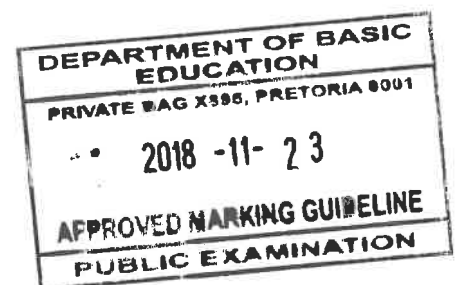 DEPARTMENT OF BASIC
EDUCATION
PRIVATE BAG X895, PRETORIA 0001
2018 -11- 23
APPROVED MARKING GUIDELINE
PUBLIC EXAMINATION